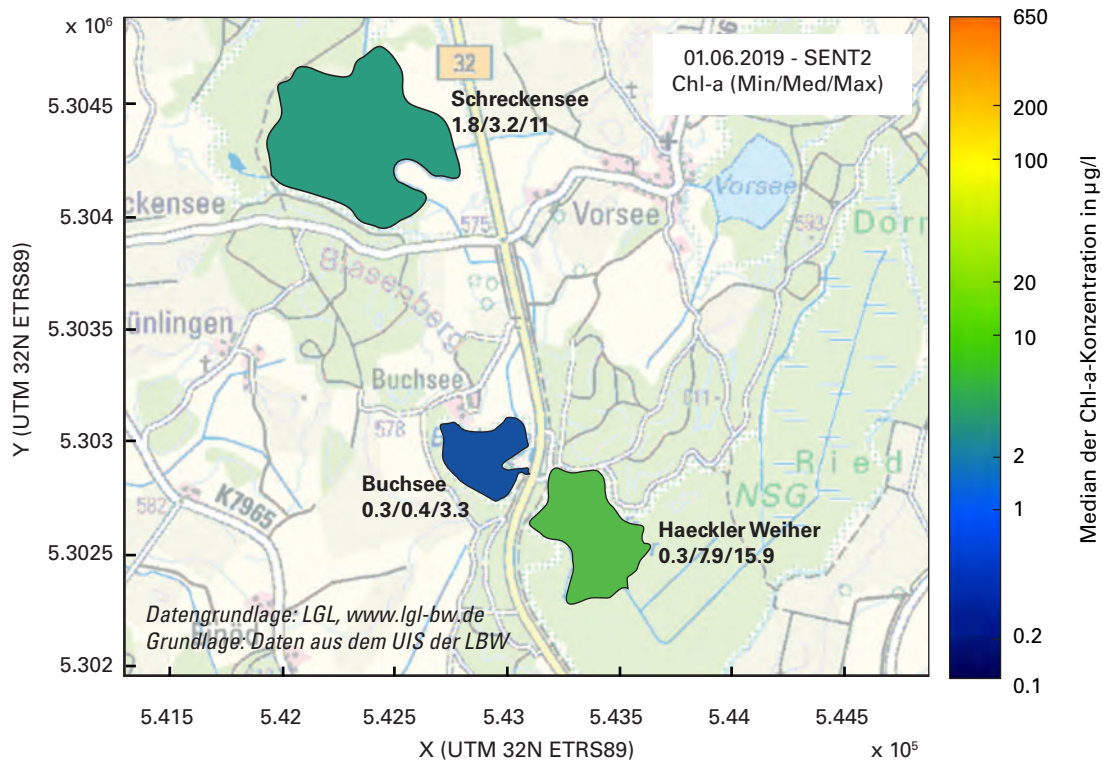 x 10⁶
5.3045
5.304
5.3035
5.303
5.3025
5.302
Y (UTM 32N ETRS89)
32
01.06.2019 - SENT2
Chl-a (Min/Med/Max)
Schreckensee
1.8/3.2/11
ckensee
575
Vorsee
Vorsee
593
Dorn
Blasenberg
ünlingen
Buchsee
578
Buchsee
0.3/0.4/3.3
582
K7965
Ried
NSG
Haeckler Weiher
0.3/7.9/15.9
Datengrundlage: LGL, www.lgl-bw.de
Grundlage: Daten aus dem UIS der LBW
5.415 5.42 5.425 5.43 5.435 5.44 5.445
X (UTM 32N ETRS89)
x 10⁵
650
200
100
20
10
2
1
0.2
0.1
Median der Chl-a-Konzentration in µg/l